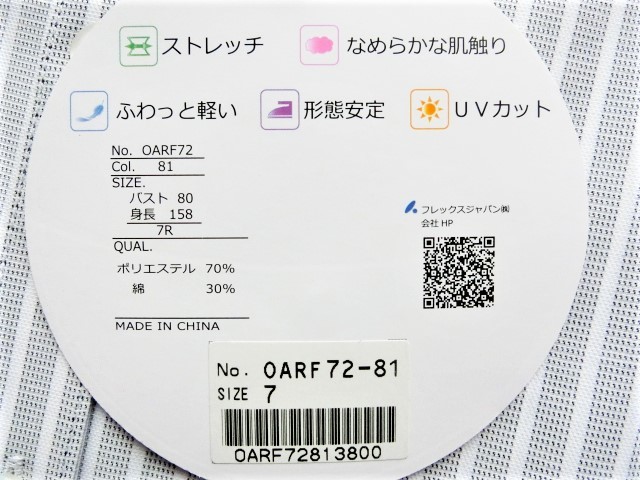 ストレッチ なめらかな肌触り
ふわっと軽い 形態安定 UVカット
No. OARF72
Col. 81
SIZE.
バスト 80
身長 158
7R
QUAL.
ポリエステル 70%
綿 30%
MADE IN CHINA
フレックスジャパン㈱
会社HP
No. OARF72-81
SIZE 7
OARF72813800